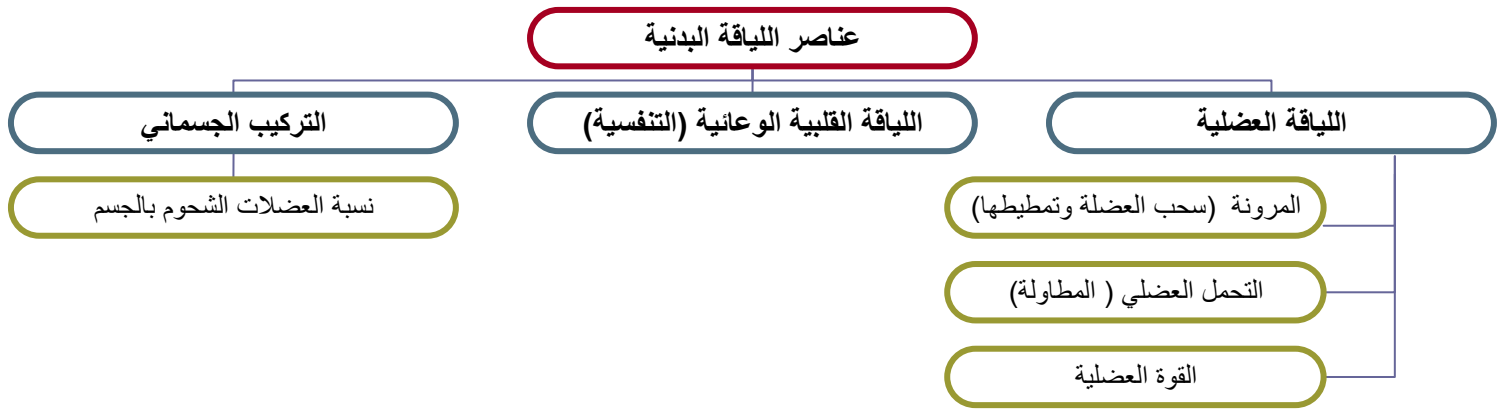 عناصر اللياقة البدنية
اللياقة العضلية
اللياقة القلبية الوعائية (التنفسية)
التركيب الجسماني
المرونة (سحب العضلة وتمطيطها)
التحمل العضلي ( المطاولة)
القوة العضلية
نسبة العضلات الشحوم بالجسم